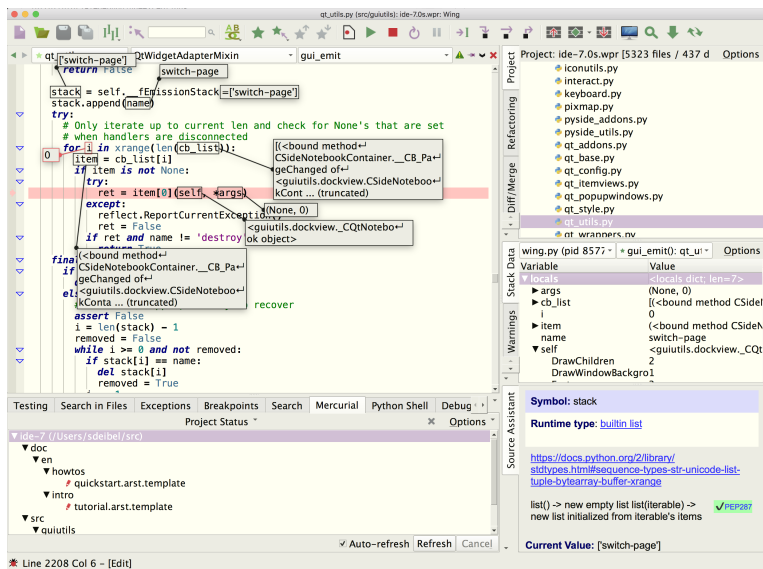 qt_utils.py (src/guiutils): ide-7.0s.wpr: Wing
QtWidgetAdapterMixin
gui_emit
['switch-page']
return False
switch-page
stack = self.__fEmissionStack
=['switch-page']
stack.append(name)
try:
# Only iterate up to current len and check for None's that are set
# when handlers are disconnected
for i in xrange(len(cb_list)):
0
item = cb_list[i]
if item is not None:
try:
ret = item[0](self, *args)
except:
reflect.ReportCurrentException()
ret = False
if ret and name != 'destroy'
return True
[(<bound method↵
CSideNotebookContainer.__CB_Pa↵
geChanged of↵
<guiutils.dockview.CSideNoteboo↵
kCont ... (truncated)
(None, 0)
<guiutils.dockview._CQtNotebo↵
ok object>
(<bound method↵
CSideNotebookContainer.__CB_Pa↵
geChanged of↵
<guiutils.dockview.CSideNoteboo↵
kConta ... (truncated)
if
to recover
assert False
i = len(stack) - 1
removed = False
while i >= 0 and not removed:
if stack[i] == name:
del stack[i]
removed = True
Project
Refactoring
Diff/Merge
Project: ide-7.0s.wpr [5323 files / 437 d
Options
iconutils.py
interact.py
keyboard.py
pixmap.py
pyside_addons.py
pyside_utils.py
qt_addons.py
qt_base.py
qt_config.py
qt_itemviews.py
qt_popupwindows.py
qt_style.py
qt_utils.py
qt_wrappers.py
Stack Data
Warnings
wing.py (pid 8577
gui_emit(): qt_u
Options
Variable
Value
locals
<locals dict; len=7>
args
(None, 0)
cb_list
[(<bound method CSideN
i
0
item
(<bound method CSideN
name
switch-page
self
<guiutils.dockview._CQt
DrawChildren
2
DrawWindowBackgro
1
Testing
Search in Files
Exceptions
Breakpoints
Search
Mercurial
Python Shell
Debug
Project Status
Options
ide-7 (/Users/sdeibel/src)
doc
en
howtos
quickstart.arst.template
intro
tutorial.arst.template
src
guiutils
Auto-refresh
Refresh
Cancel
Source Assistant
Symbol: stack
Runtime type: builtin list
https://docs.python.org/2/library/
stdtypes.html#sequence-types-str-unicode-list-
tuple-bytearray-buffer-xrange
list() -> new empty list list(iterable) ->
new list initialized from iterable's items
✓PEP287
Current Value: ['switch-page']
Line 2208 Col 6 - [Edit]